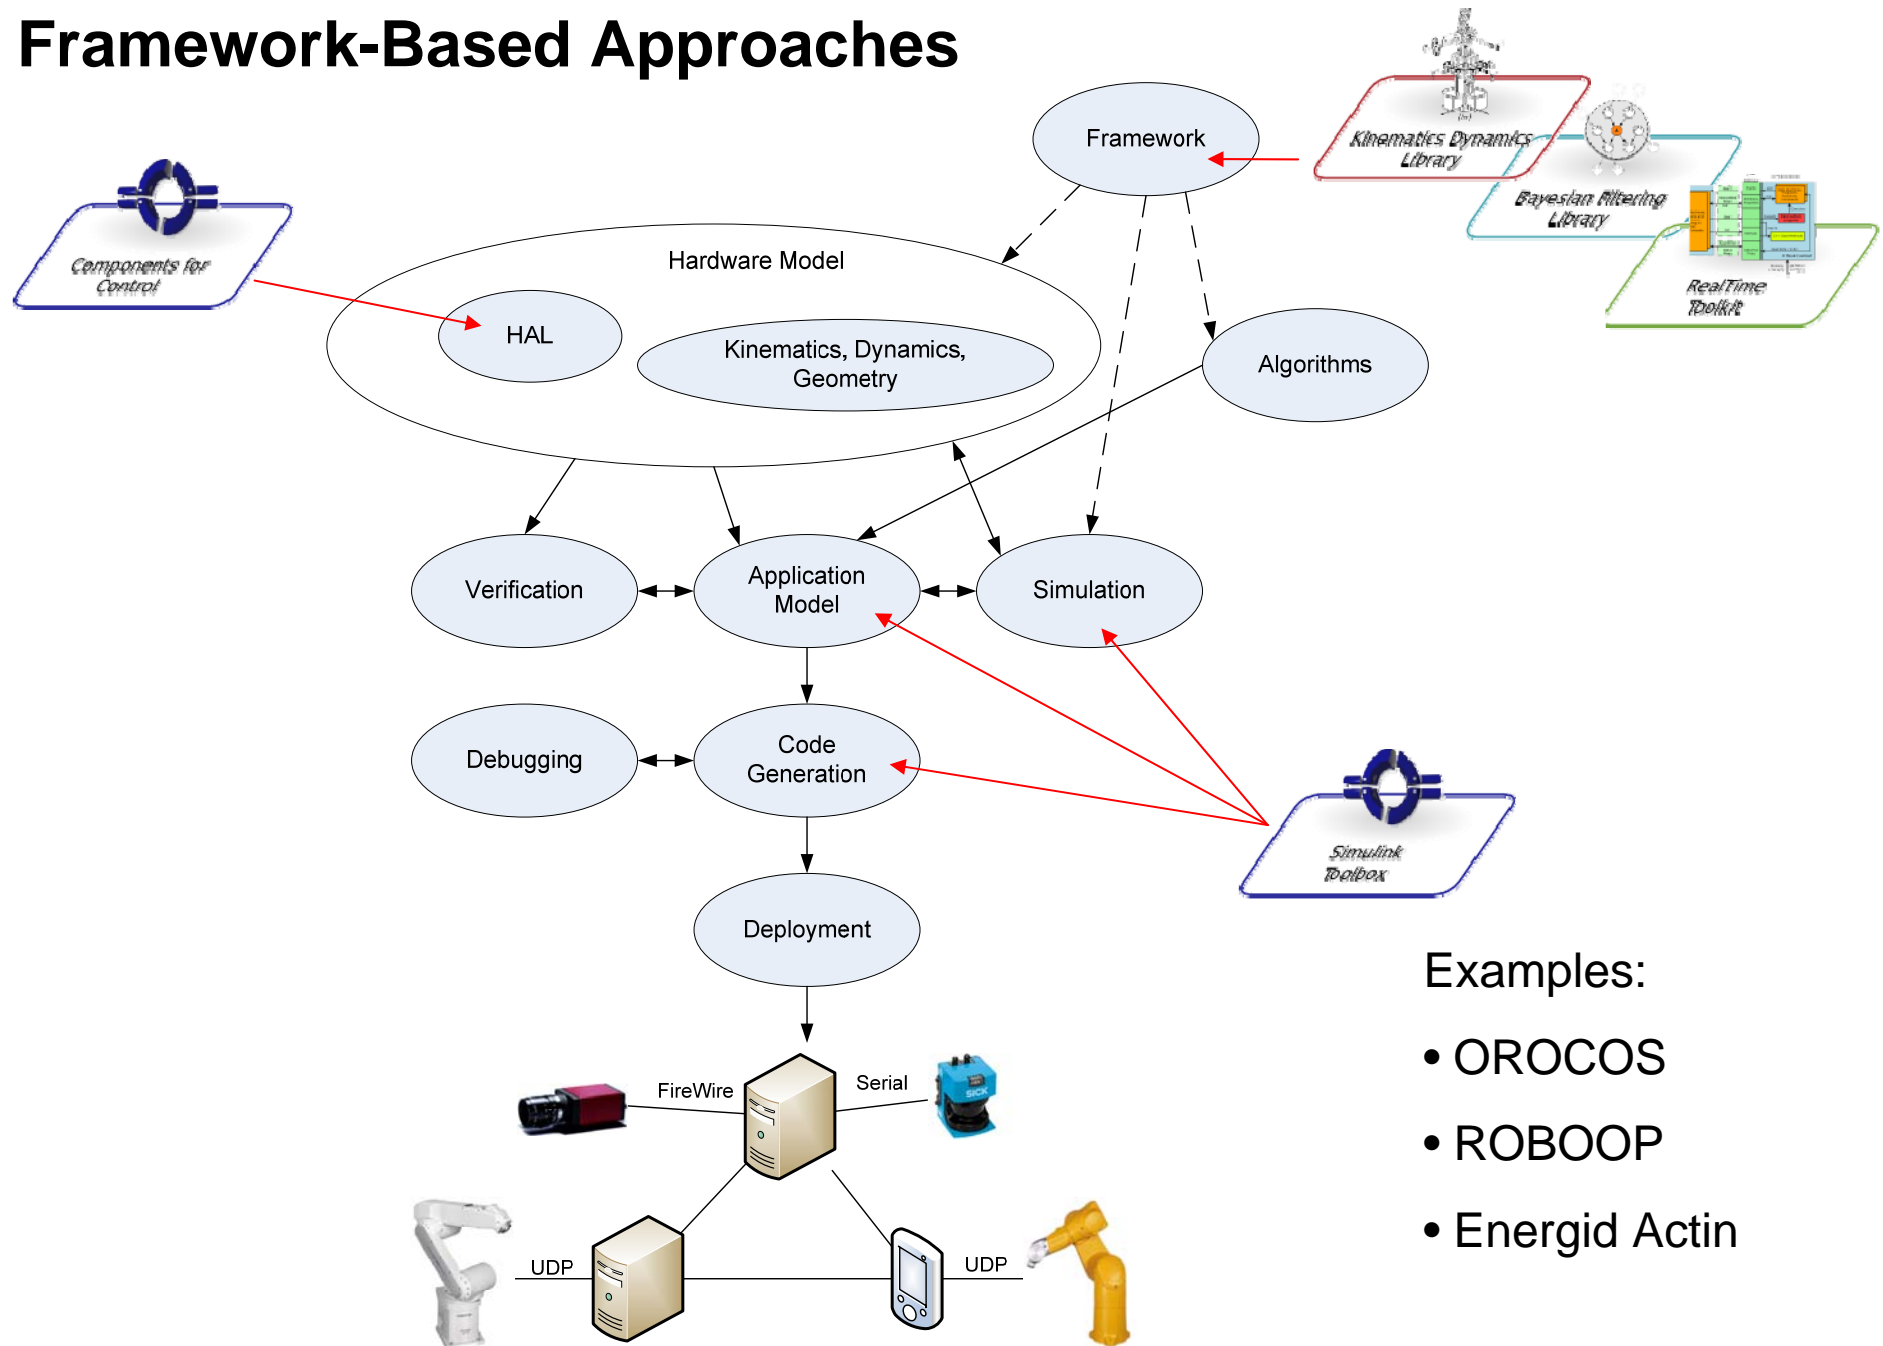 Framework-Based Approaches
Framework
Kinematics Dynamics
Library
Bayesian Filtering
Library
RealTime
Toolkit
Components for
Control
Hardware Model
HAL
Kinematics, Dynamics,
Geometry
Algorithms
Verification
Application
Model
Simulation
Debugging
Code
Generation
Simulink
Toolbox
Deployment
Examples:
• OROCOS
• ROBOOP
• Energid Actin
FireWire
Serial
SICK
UDP
UDP